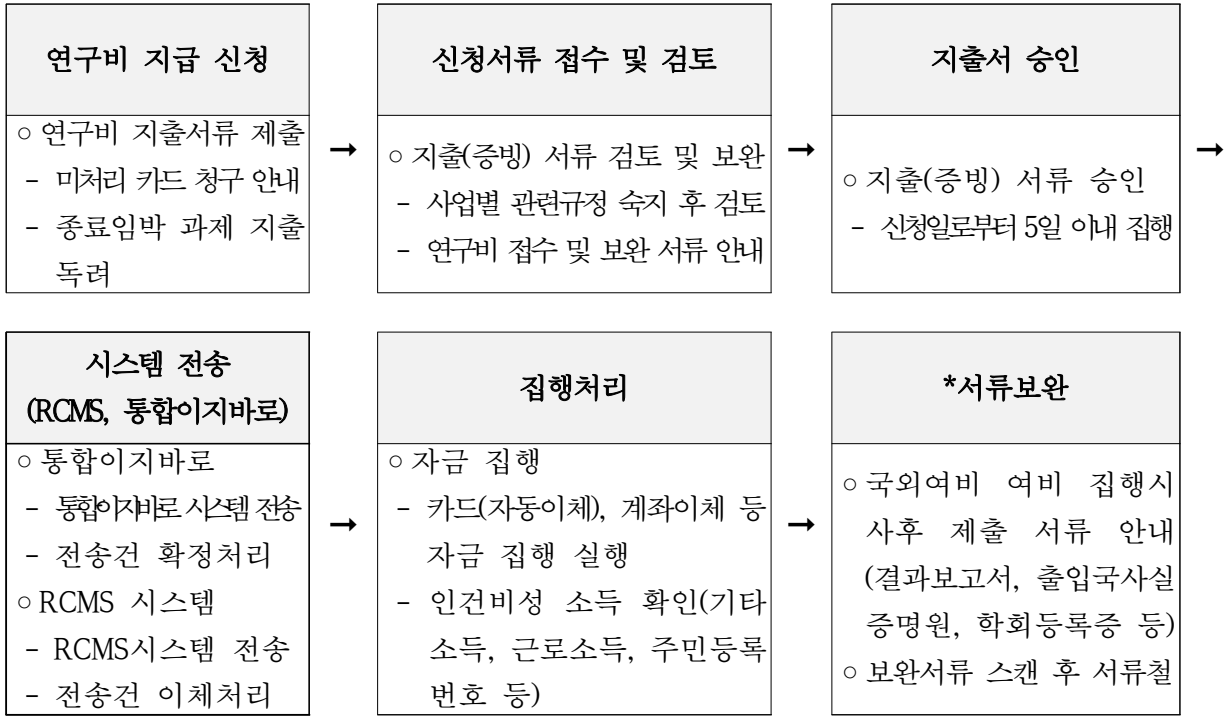 연구비 지급 신청
○ 연구비 지출서류 제출
- 미처리 카드 청구 안내
- 종료임박 과제 지출
독려
→
신청서류 접수 및 검토
○ 지출(증빙) 서류 검토 및 보완
- 사업별 관련규정 숙지 후 검토
- 연구비 접수 및 보완 서류 안내
→
지출서 승인
○ 지출(증빙) 서류 승인
- 신청일로부터 5일 이내 집행
→
시스템 전송
(RCMS, 통합이지바로)
○ 통합이지바로
- 통합이지바로 시스템 전송
- 전송건 확정처리
○ RCMS 시스템
- RCMS시스템 전송
- 전송건 이체처리
→
집행처리
○ 자금 집행
- 카드(자동이체), 계좌이체 등
자금 집행 실행
- 인건비성 소득 확인(기타
소득, 근로소득, 주민등록
번호 등)
→
*서류보완
○ 국외여비 여비 집행시
사후 제출 서류 안내
(결과보고서, 출입국사실
증명원, 학회등록증 등)
○ 보완서류 스캔 후 서류철